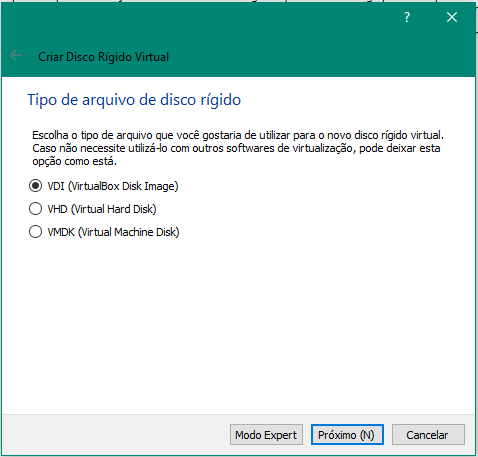 ?
Criar Disco Rígido Virtual
Tipo de arquivo de disco rígido
Escolha o tipo de arquivo que você gostaria de utilizar para o novo disco rígido virtual.
Caso não necessite utilizá-lo com outros softwares de virtualização, pode deixar esta
opção como está.
VDI (VirtualBox Disk Image)
VHD (Virtual Hard Disk)
VMDK (Virtual Machine Disk)
Modo Expert Próximo (N) Cancelar